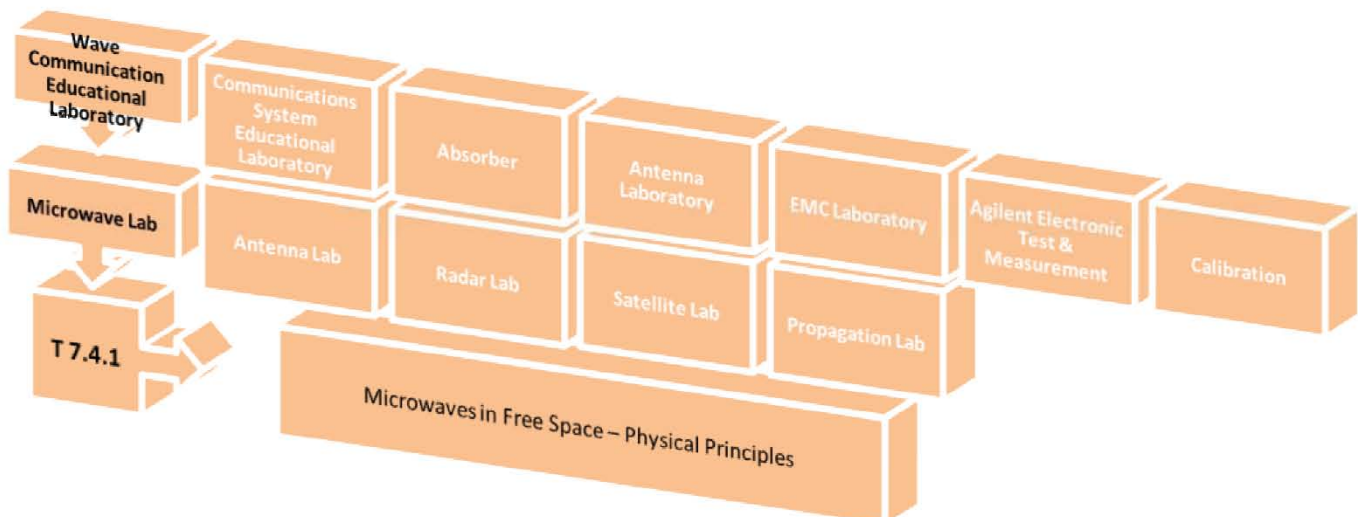 Wave
Communication
Educational
Laboratory
Communications
System
Educational
Laboratory
Absorber
Antenna
Laboratory
EMC Laboratory
Agilent Electronic
Test &
Measurement
Calibration
Microwave Lab
Antenna Lab
Radar Lab
Satellite Lab
Propagation Lab
T 7.4.1
Microwaves in Free Space – Physical Principles